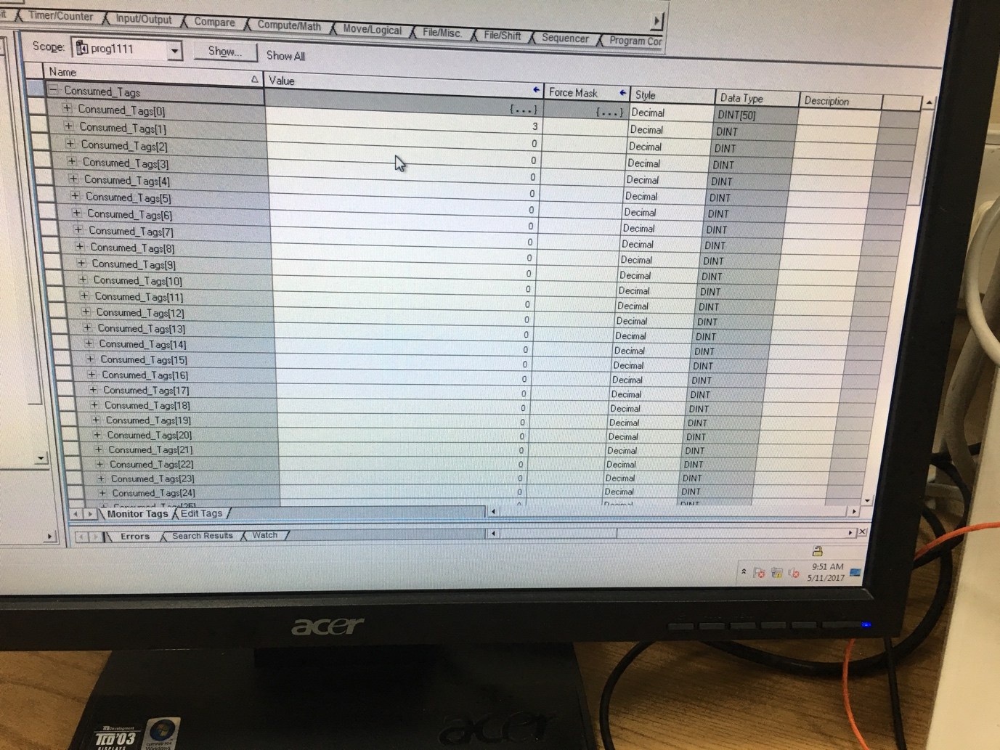 Timer/Counter Input/Output Compare Compute/Math Move/Logical File/Misc. File/Shift Sequencer Program Cor
Scope: prog1111 Show... Show All
Name Value Force Mask Style Data Type Description
Consumed_Tags {...} {...} Decimal DINT[50]
Consumed_Tags[0] 3 Decimal DINT
Consumed_Tags[1] 0 Decimal DINT
Consumed_Tags[2] 0 Decimal DINT
Consumed_Tags[3] 0 Decimal DINT
Consumed_Tags[4] 0 Decimal DINT
Consumed_Tags[5] 0 Decimal DINT
Consumed_Tags[6] 0 Decimal DINT
Consumed_Tags[7] 0 Decimal DINT
Consumed_Tags[8] 0 Decimal DINT
Consumed_Tags[9] 0 Decimal DINT
Consumed_Tags[10] 0 Decimal DINT
Consumed_Tags[11] 0 Decimal DINT
Consumed_Tags[12] 0 Decimal DINT
Consumed_Tags[13] 0 Decimal DINT
Consumed_Tags[14] 0 Decimal DINT
Consumed_Tags[15] 0 Decimal DINT
Consumed_Tags[16] 0 Decimal DINT
Consumed_Tags[17] 0 Decimal DINT
Consumed_Tags[18] 0 Decimal DINT
Consumed_Tags[19] 0 Decimal DINT
Consumed_Tags[20] 0 Decimal DINT
Consumed_Tags[21] 0 Decimal DINT
Consumed_Tags[22] 0 Decimal DINT
Consumed_Tags[23] 0 Decimal DINT
Consumed_Tags[24] 0 Decimal DINT
Consumed_Tags[25] 0 Decimal DINT
Monitor Tags Edit Tags
Errors Search Results Watch
9:51 AM
5/11/2017
acer
acer
Development
TCO'03
DISPLAYS